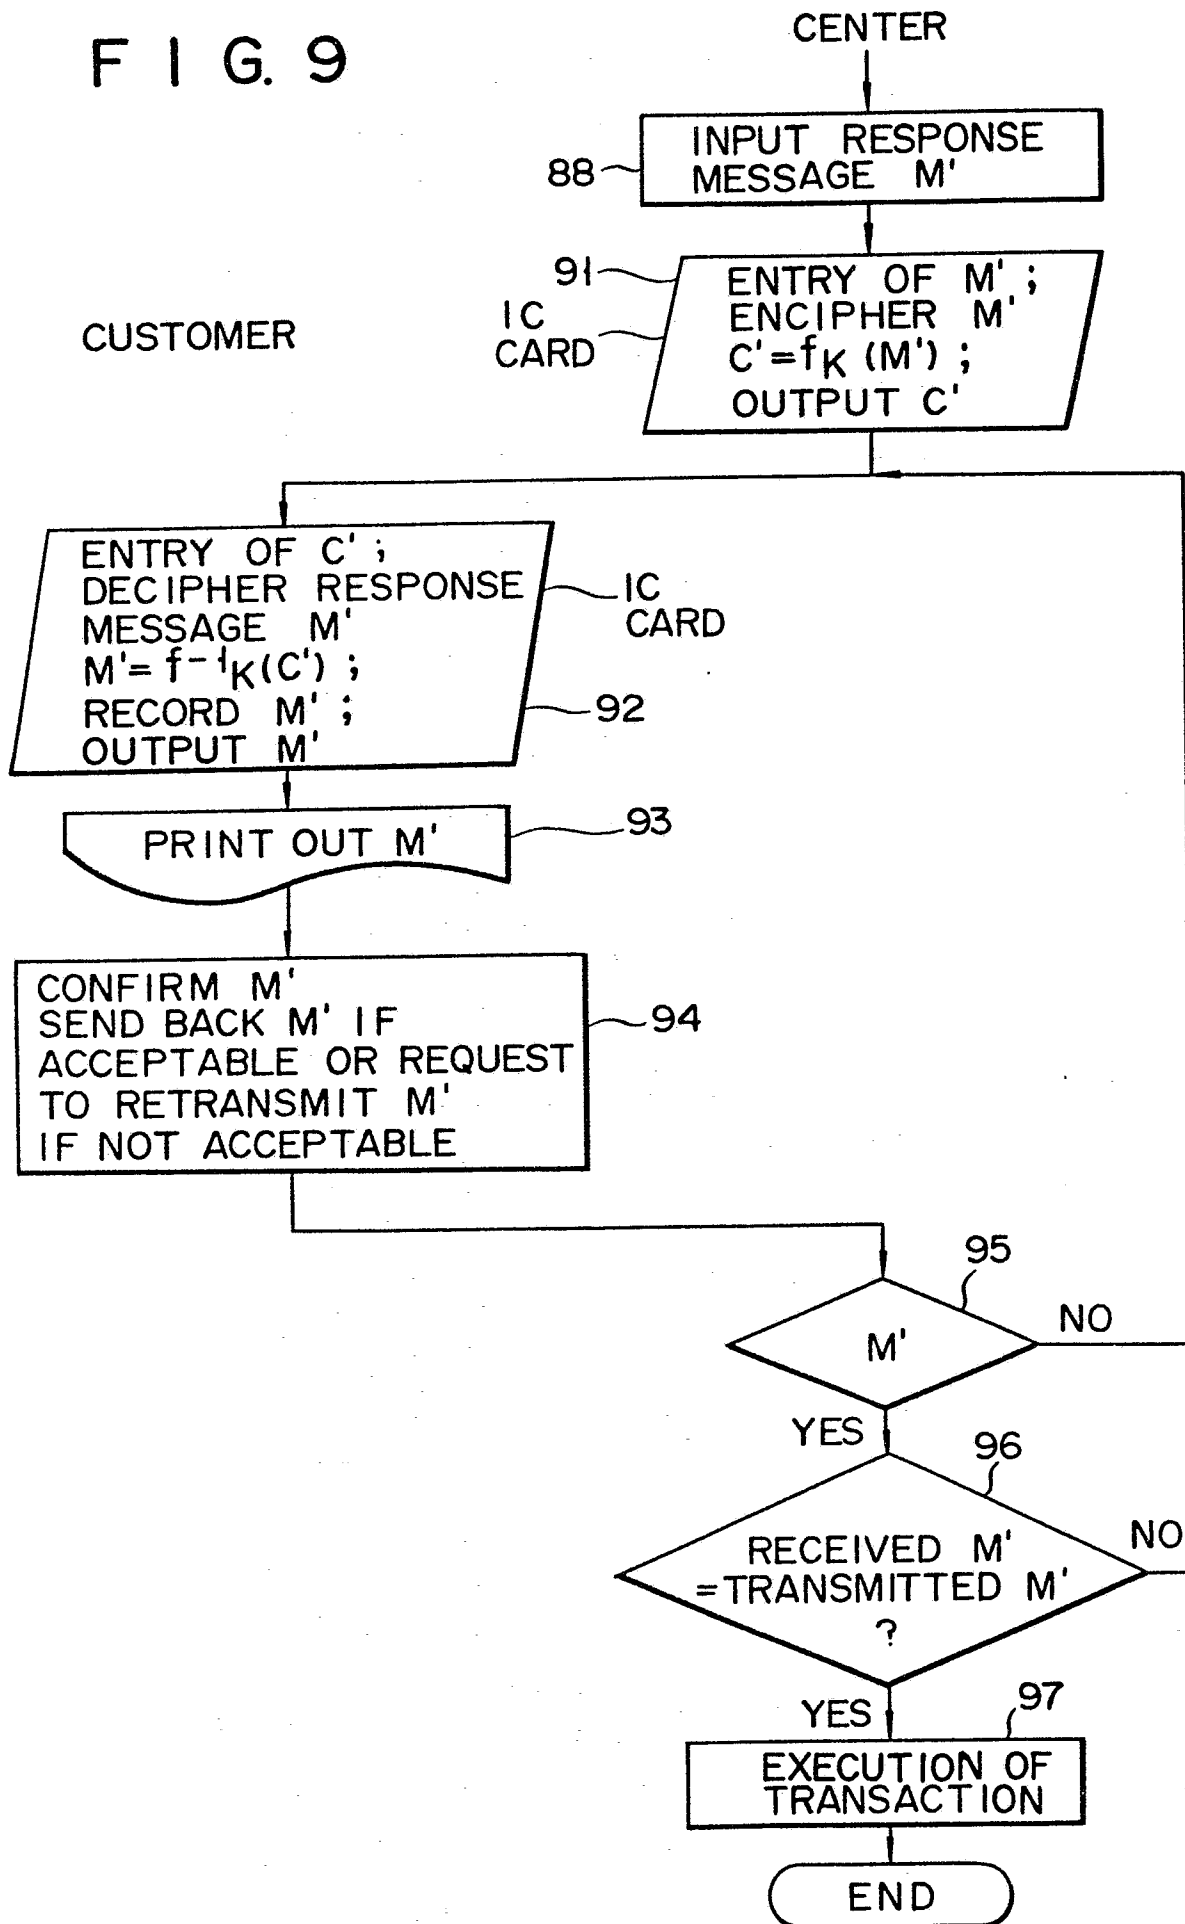 FIG. 9
CENTER
INPUT RESPONSE
MESSAGE M'
88
91
ENTRY OF M' ;
ENCIPHER M'
C'=fK (M') ;
OUTPUT C'
IC
CARD
CUSTOMER
ENTRY OF C' ;
DECIPHER RESPONSE
MESSAGE M'
M'= f-1K(C') ;
RECORD M' ;
OUTPUT M'
IC
CARD
92
PRINT OUT M'
93
CONFIRM M'
SEND BACK M' IF
ACCEPTABLE OR REQUEST
TO RETRANSMIT M'
IF NOT ACCEPTABLE
94
95
M'
NO
YES
96
RECEIVED M'
=TRANSMITTED M'
?
NO
YES
97
EXECUTION OF
TRANSACTION
END